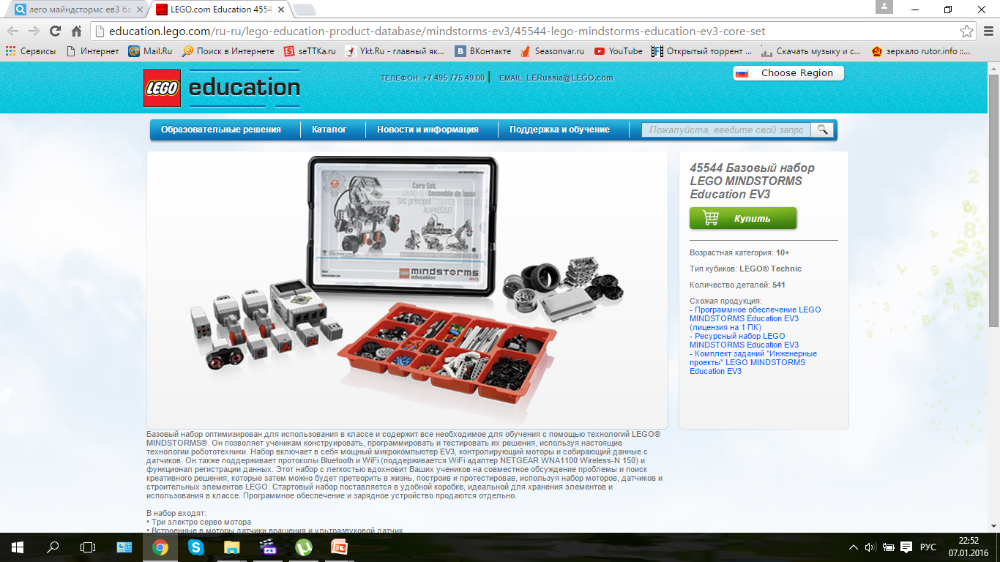 лего майндстормс ев3 ба
LEGO.com Education 4554
education.lego.com/ru-ru/lego-education-product-database/mindstorms-ev3/45544-lego-mindstorms-education-ev3-core-set
Сервисы Интернет Mail.Ru Поиск в Интернете seTTKa.ru Ykt.Ru - главный як... ВКонтакте Seasonvar.ru YouTube Открытый торрент ... Скачать музыку и с... зеркало rutor.info ::...
LEGO education
ТЕЛЕФОН: +7 495 775 49 00 | EMAIL: LERussia@LEGO.com
Choose Region
Образовательные решения Каталог Новости и информация Поддержка и обучение Пожалуйста, введите свой запрос
Core Set
Ensemble de base
Set principal
ALAPKÉSZLET
mindstorms
education EV3
45544 Базовый набор
LEGO MINDSTORMS
Education EV3
Купить
Возрастная категория: 10+
Тип кубиков: LEGO® Technic
Количество деталей: 541
Схожая продукция:
- Программное обеспечение LEGO
MINDSTORMS Education EV3
(лицензия на 1 ПК)
- Ресурсный набор LEGO
MINDSTORMS Education EV3
- Комплект заданий "Инженерные
проекты" LEGO MINDSTORMS
Education EV3
Базовый набор оптимизирован для использования в классе и содержит все необходимое для обучения с помощью технологий LEGO®
MINDSTORMS®. Он позволяет ученикам конструировать, программировать и тестировать их решения, используя настоящие
технологии робототехники. Набор включает в себя мощный микрокомпьютер EV3, контролирующий моторы и собирающий данные с
датчиков. Он также поддерживает протоколы Bluetooth и WiFi (поддерживается WiFi адаптер NETGEAR WNA1100 Wireless-N 150) и
функционал регистрации данных. Этот набор с легкостью вдохновит Ваших учеников на совместное обсуждение проблемы и поиск
креативного решения, которые затем можно будет претворить в жизнь, построив и протестировав, используя набор моторов, датчиков и
строительных элементов LEGO. Стартовый набор поставляется в удобной коробке, идеальной для хранения элементов и
использования в классе. Программное обеспечение и зарядное устройство продаются отдельно.
В набор входят:
• Три электро серво мотора
• Встроенные в моторы датчики вращения и ультразвуковой датчик
РУС
22:52
07.01.2016